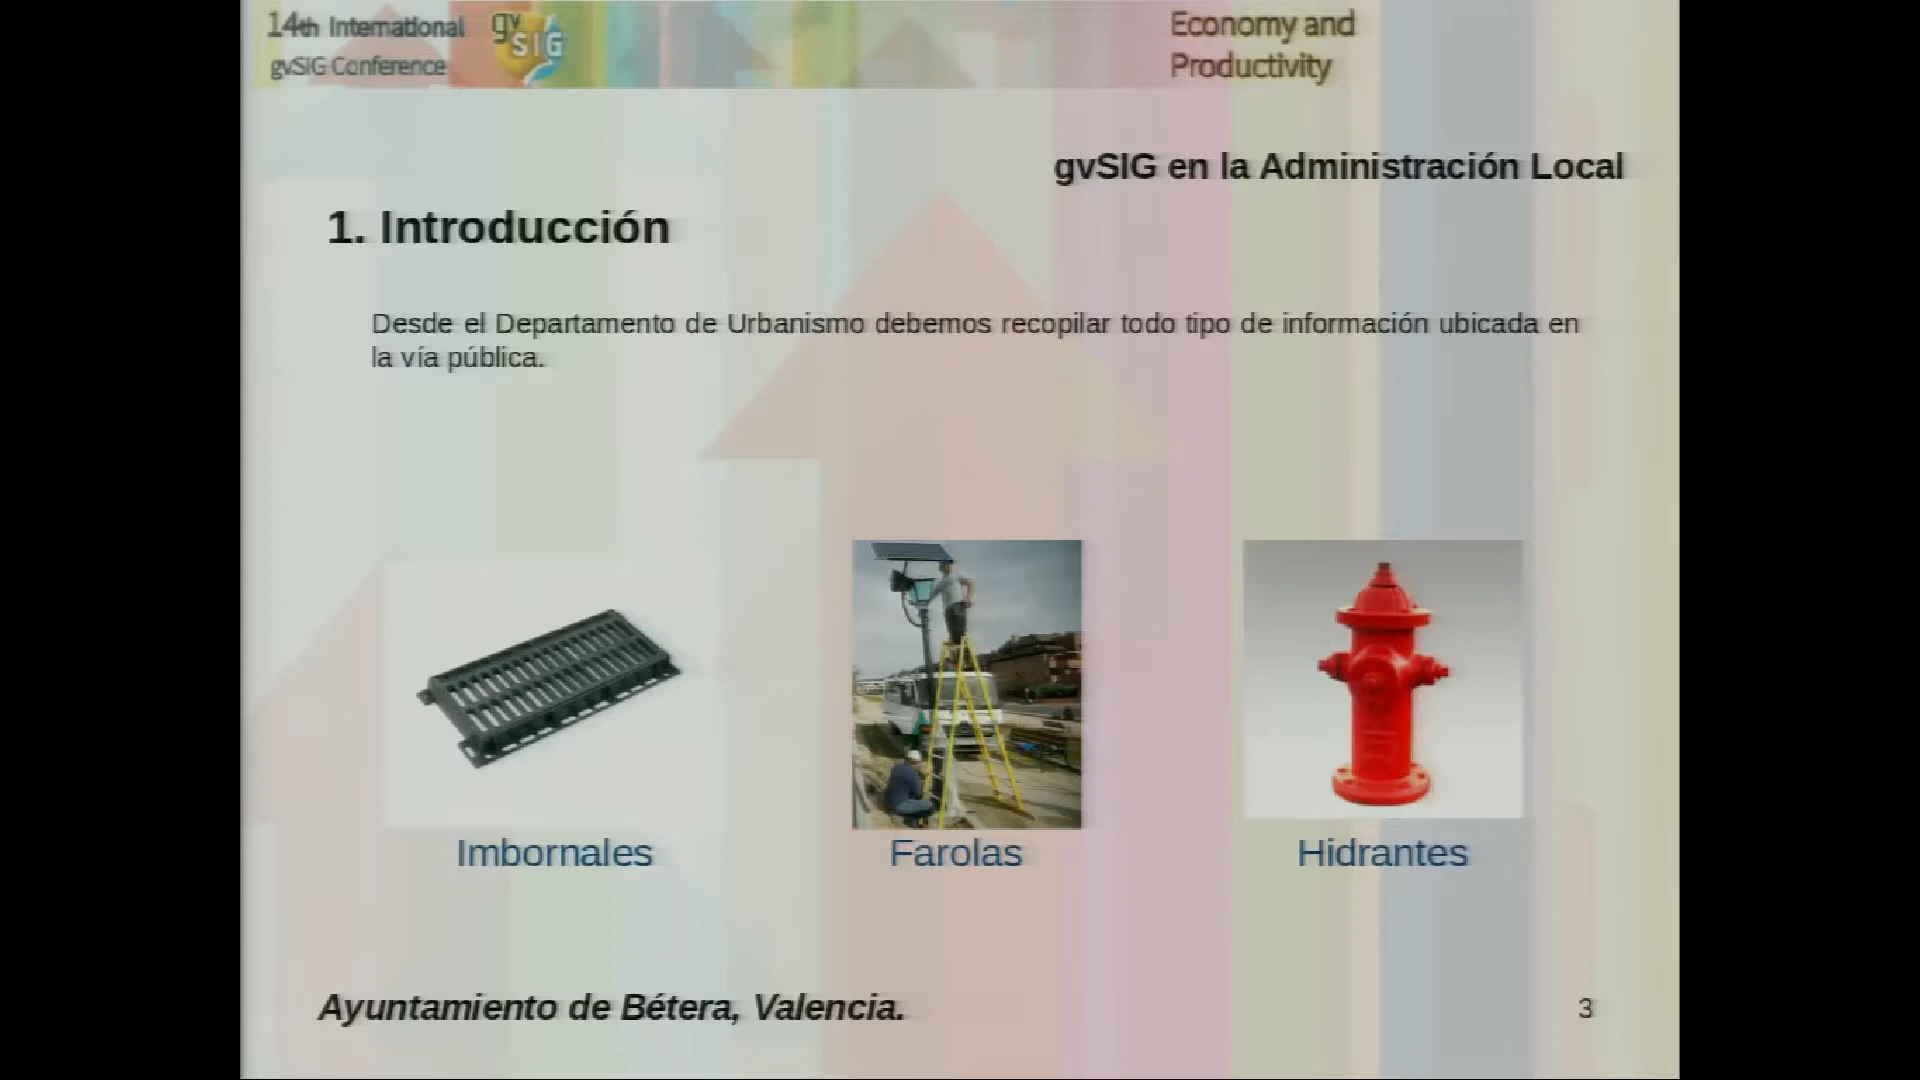 14th International
gvSIG Conference
gv
SIG
Economy and
Productivity
gvSIG en la Administración Local
1. Introducción
Desde el Departamento de Urbanismo debemos recopilar todo tipo de información ubicada en
la vía pública.
Imbornales
Farolas
Hidrantes
Ayuntamiento de Bétera, Valencia.
3